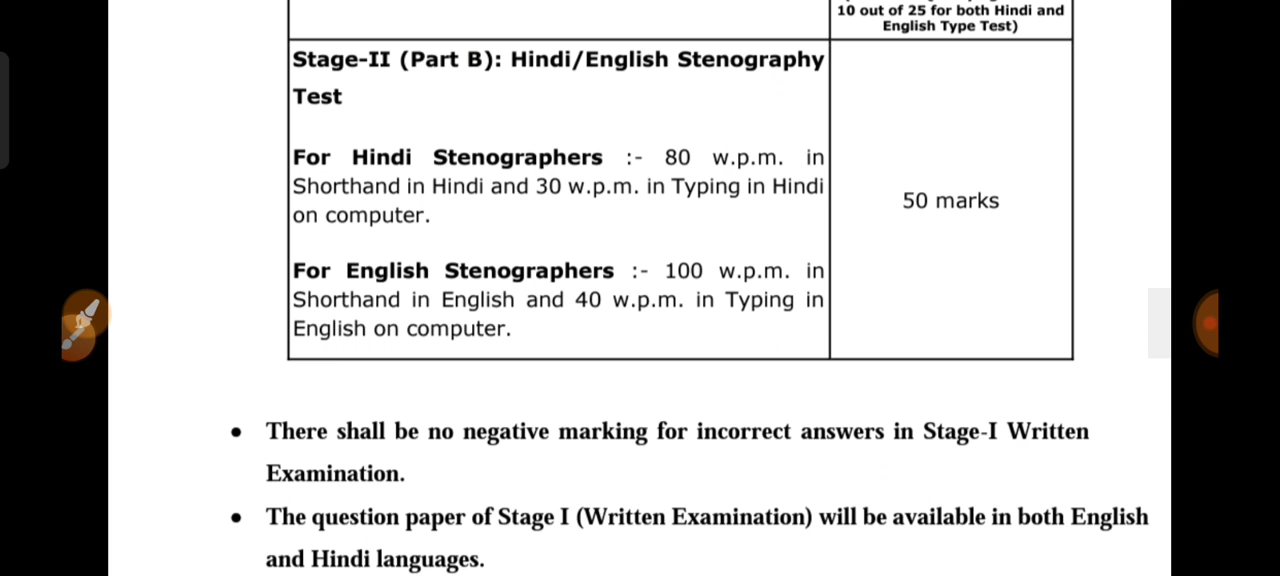 10 out of 25 for both Hindi and
English Type Test)
Stage-II (Part B): Hindi/English Stenography
Test
For Hindi Stenographers :- 80 w.p.m. in
Shorthand in Hindi and 30 w.p.m. in Typing in Hindi
on computer.
50 marks
For English Stenographers :- 100 w.p.m. in
Shorthand in English and 40 w.p.m. in Typing in
English on computer.
• There shall be no negative marking for incorrect answers in Stage-I Written
Examination.
• The question paper of Stage I (Written Examination) will be available in both English
and Hindi languages.